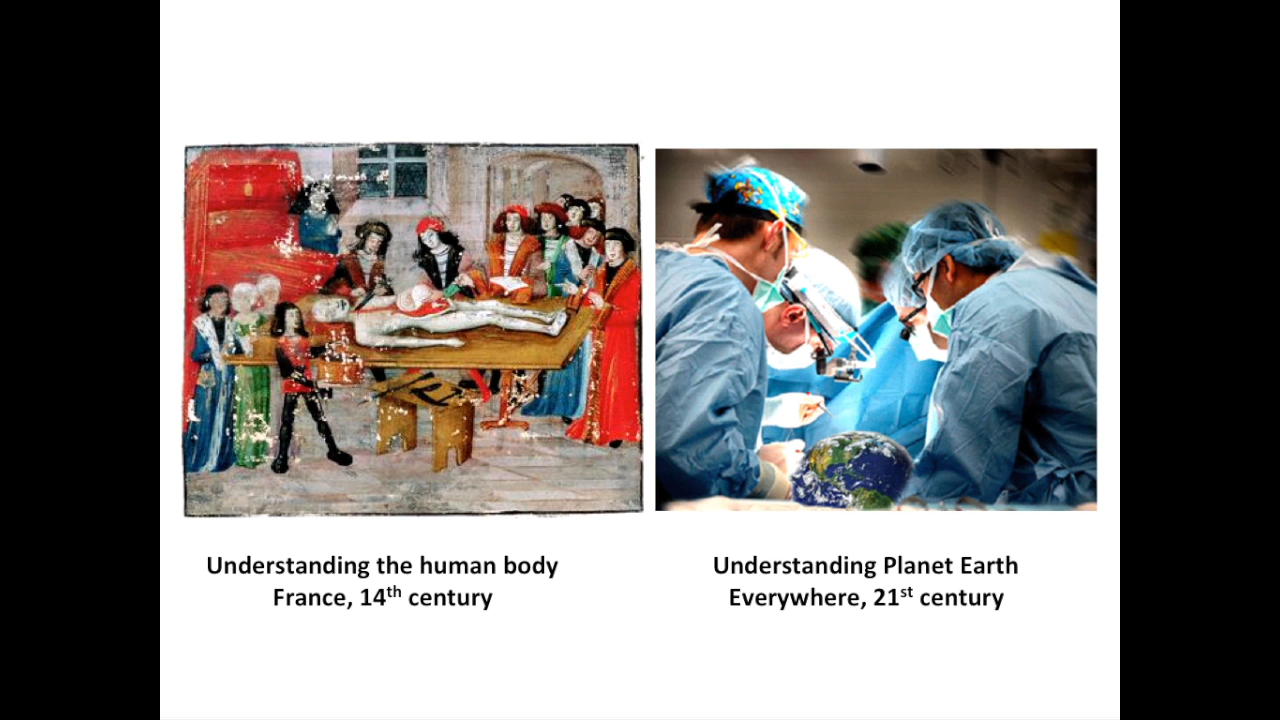 Understanding the human body
France, 14th century
Understanding Planet Earth
Everywhere, 21st century